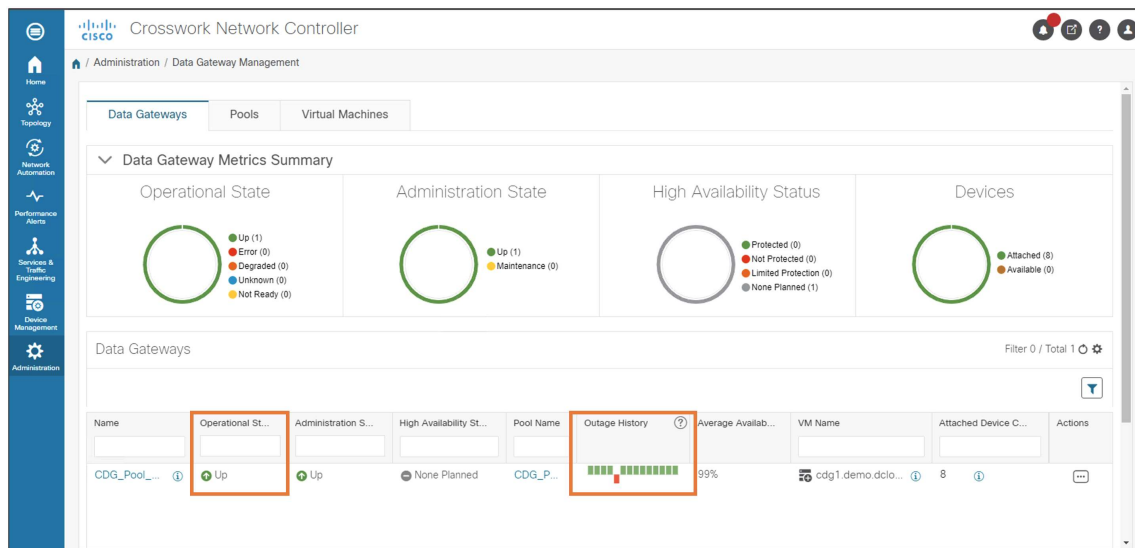 CISCO Crosswork Network Controller
/ Administration / Data Gateway Management
Home
Topology
Network
Automation
Performance
Alerts
Services &
Traffic
Engineering
Device
Management
Administration
Data Gateways Pools Virtual Machines
Data Gateway Metrics Summary
Operational State
Up (1)
Error (0)
Degraded (0)
Unknown (0)
Not Ready (0)
Administration State
Up (1)
Maintenance (0)
High Availability Status
Protected (0)
Not Protected (0)
Limited Protection (0)
None Planned (1)
Devices
Attached (8)
Available (0)
Data Gateways Filter 0 / Total 1
Name Operational St... Administration S... High Availability St... Pool Name Outage History ? Average Availab... VM Name Attached Device C... Actions
CDG_Pool_... Up Up None Planned CDG_P... 99% cdg1.demo.dclo... 8